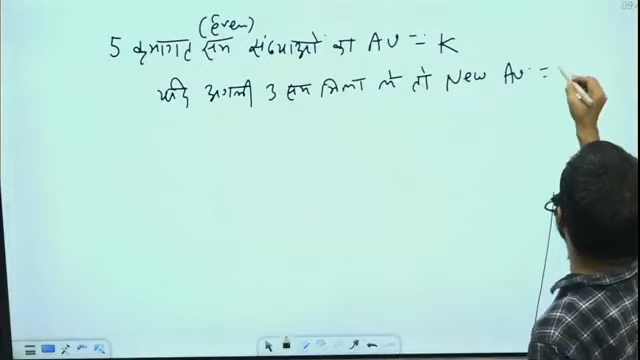 (Even)
5 क्रमागत सम संख्याओं का AV = K
यदि अगली 3 सम मिला ले तो New Av =